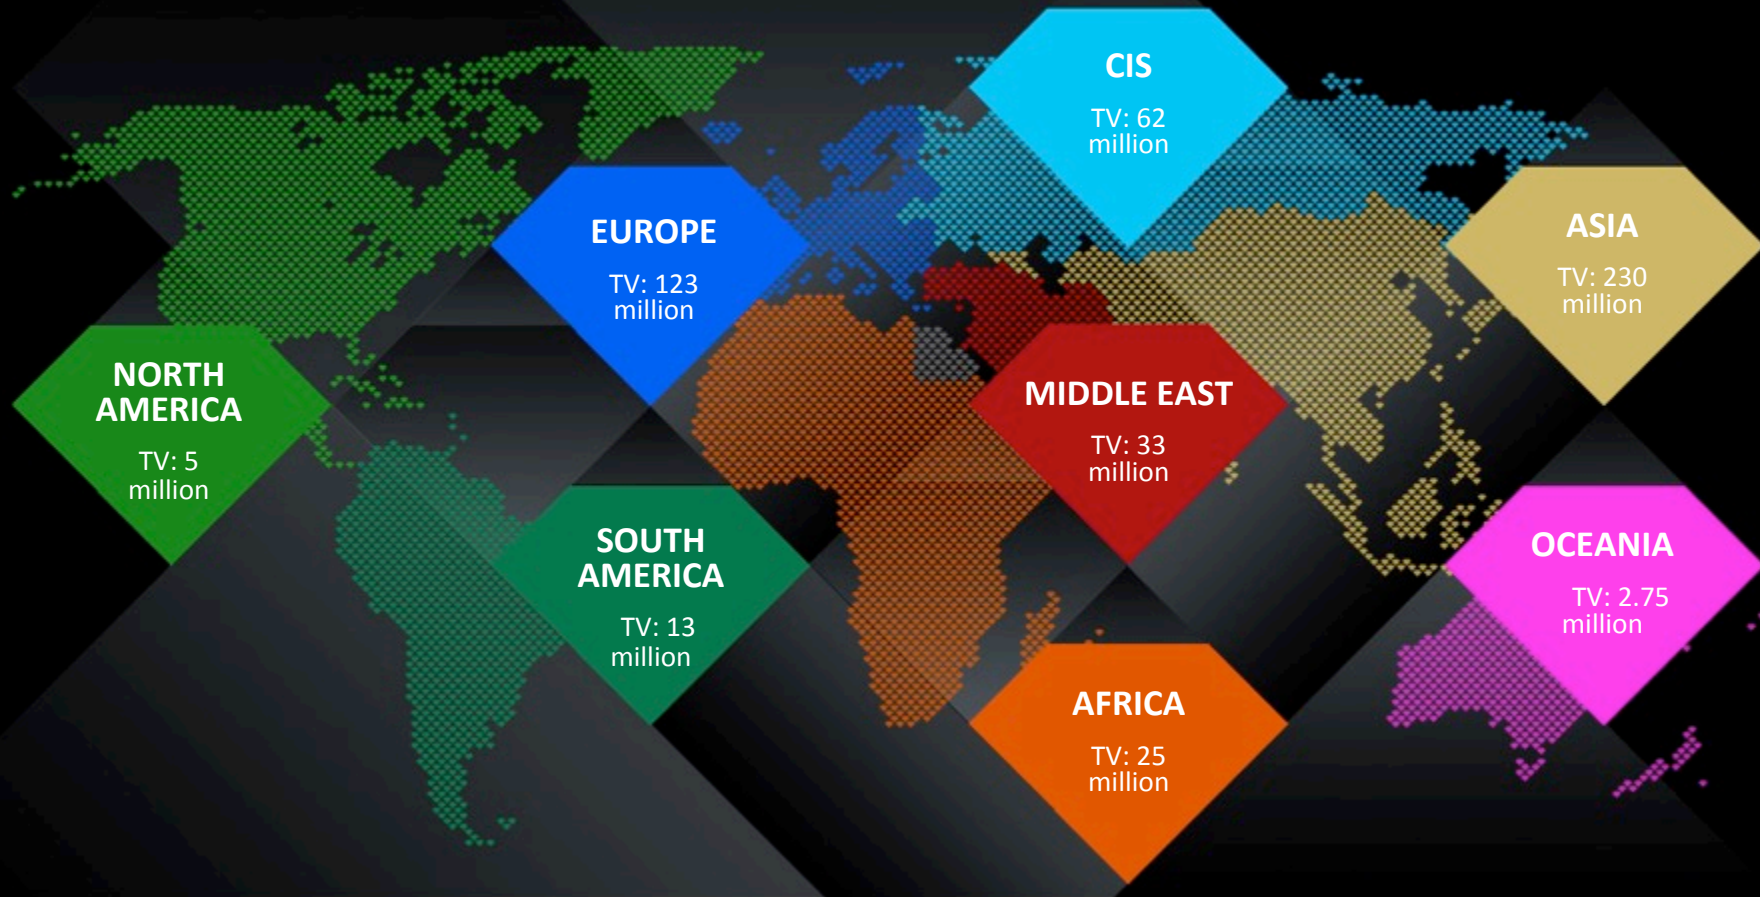 CIS
TV: 62
million
EUROPE
TV: 123
million
ASIA
TV: 230
million
NORTH
AMERICA
TV: 5
million
MIDDLE EAST
TV: 33
million
SOUTH
AMERICA
TV: 13
million
OCEANIA
TV: 2.75
million
AFRICA
TV: 25
million